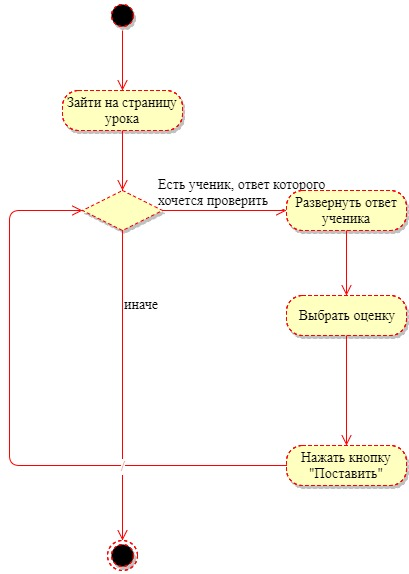 Зайти на страницу
урока
Есть ученик, ответ которого
хочется проверить
Развернуть ответ
ученика
иначе
Выбрать оценку
Нажать кнопку
"Поставить"